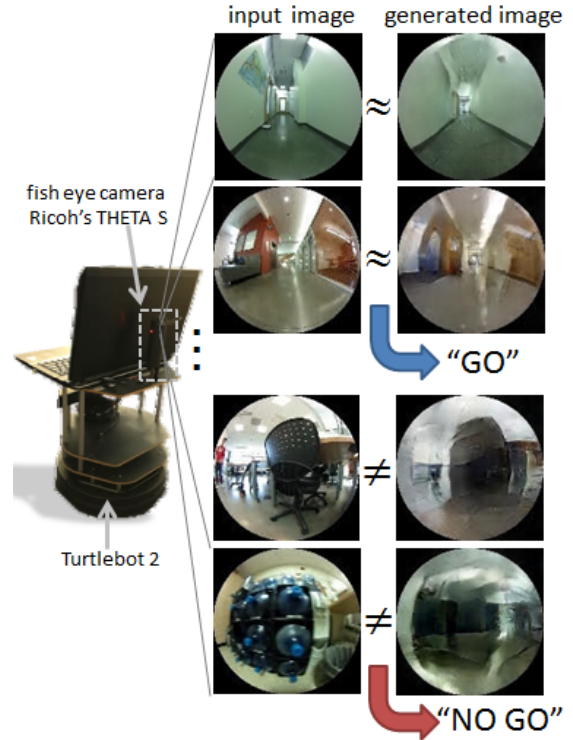 input image
generated image
≈
fish eye camera
Ricoh's THETA S
≈
"GO"
≠
Turtlebot 2
≠
"NO GO"